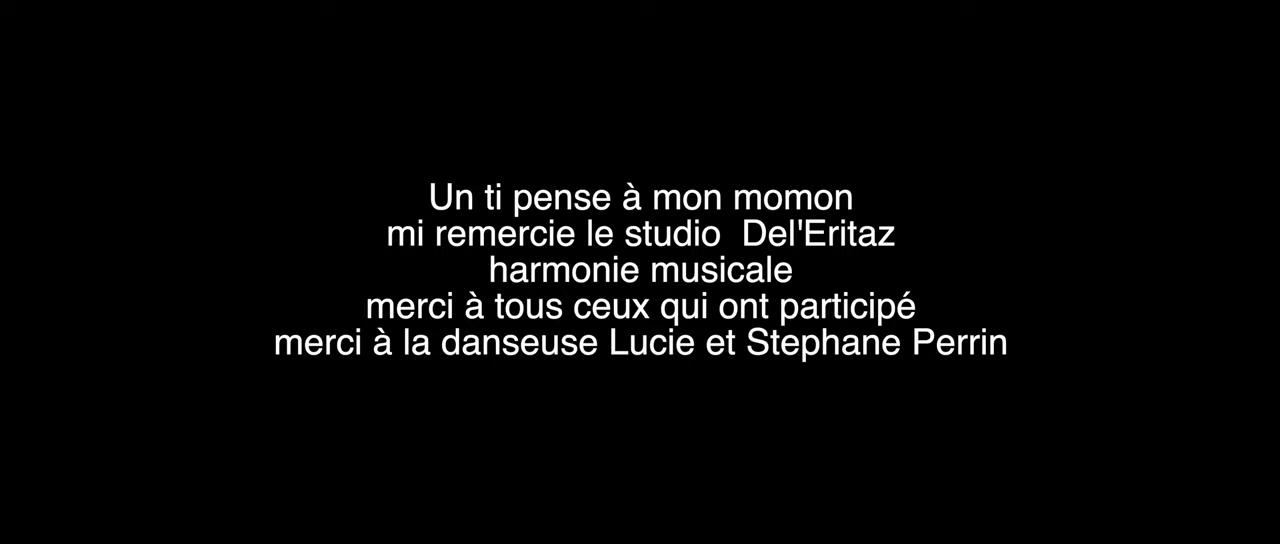 Un ti pense à mon momon
mi remercie le studio  Del'Eritaz
harmonie musicale
merci à tous ceux qui ont participé
merci à la danseuse Lucie et Stephane Perrin